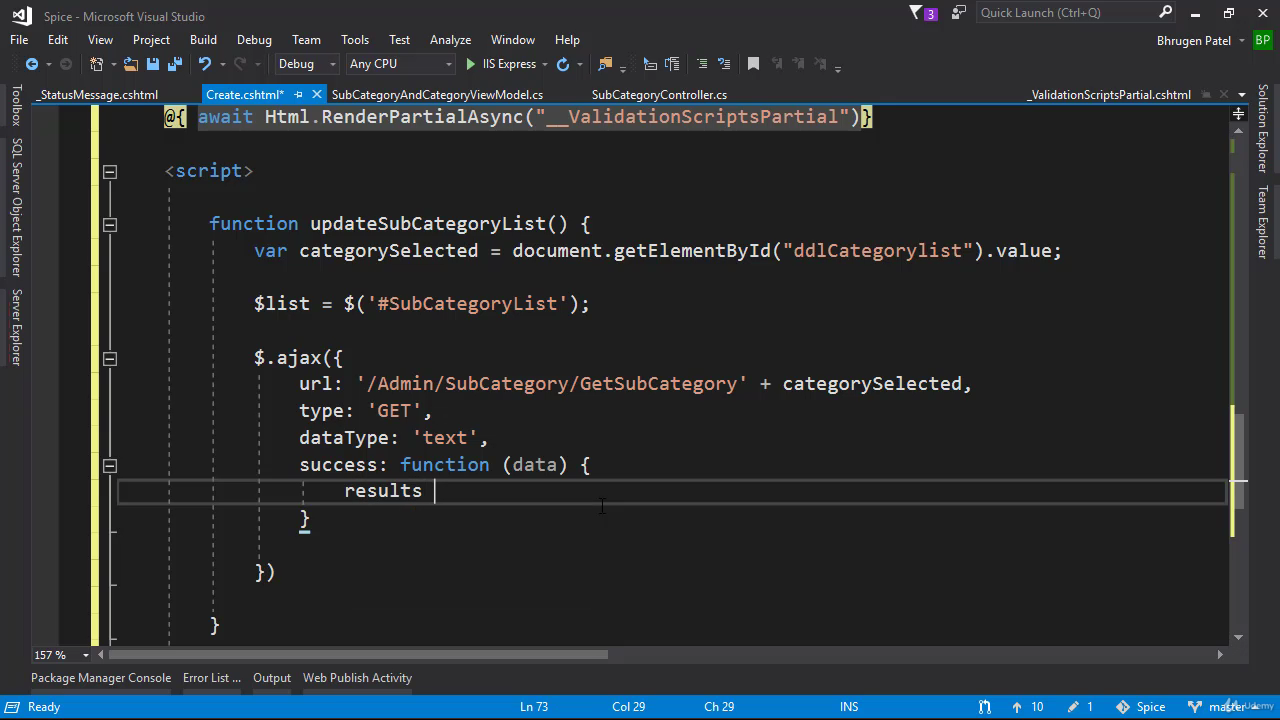 Spice - Microsoft Visual Studio
3
Quick Launch (Ctrl+Q)
File Edit View Project Build Debug Team Tools Test Analyze Window Help
Bhrugen Patel BP
Debug Any CPU IIS Express
_StatusMessage.cshtml Create.cshtml* SubCategoryAndCategoryViewModel.cs SubCategoryController.cs _ValidationScriptsPartial.cshtml
Toolbox
SQL Server Object Explorer
Server Explorer
Solution Explorer
Team Explorer
@{ await Html.RenderPartialAsync("__ValidationScriptsPartial")}
<script>
function updateSubCategoryList() {
var categorySelected = document.getElementById("ddlCategorylist").value;
$list = $('#SubCategoryList');
$.ajax({
url: '/Admin/SubCategory/GetSubCategory' + categorySelected,
type: 'GET',
dataType: 'text',
success: function (data) {
results
}
})
}
157 %
Package Manager Console Error List ... Output Web Publish Activity
Ready Ln 73 Col 29 Ch 29 INS 10 1 Spice master
Udemy